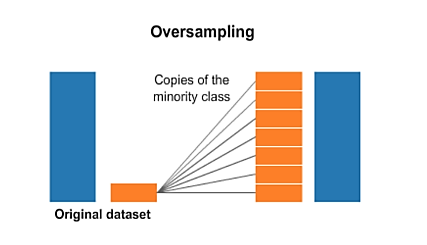 Oversampling
Copies of the
minority class
Original dataset